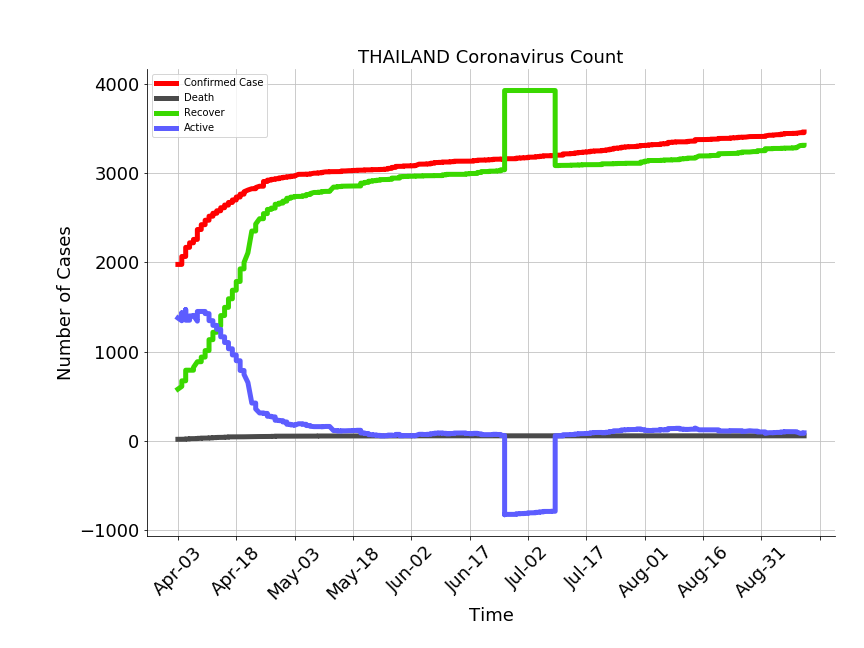 THAILAND Coronavirus Count
Confirmed Case
Death
Recover
Active
4000
3000
2000
1000
0
−1000
Number of Cases
Apr-03
Apr-18
May-03
May-18
Jun-02
Jun-17
Jul-02
Jul-17
Aug-01
Aug-16
Aug-31
Time